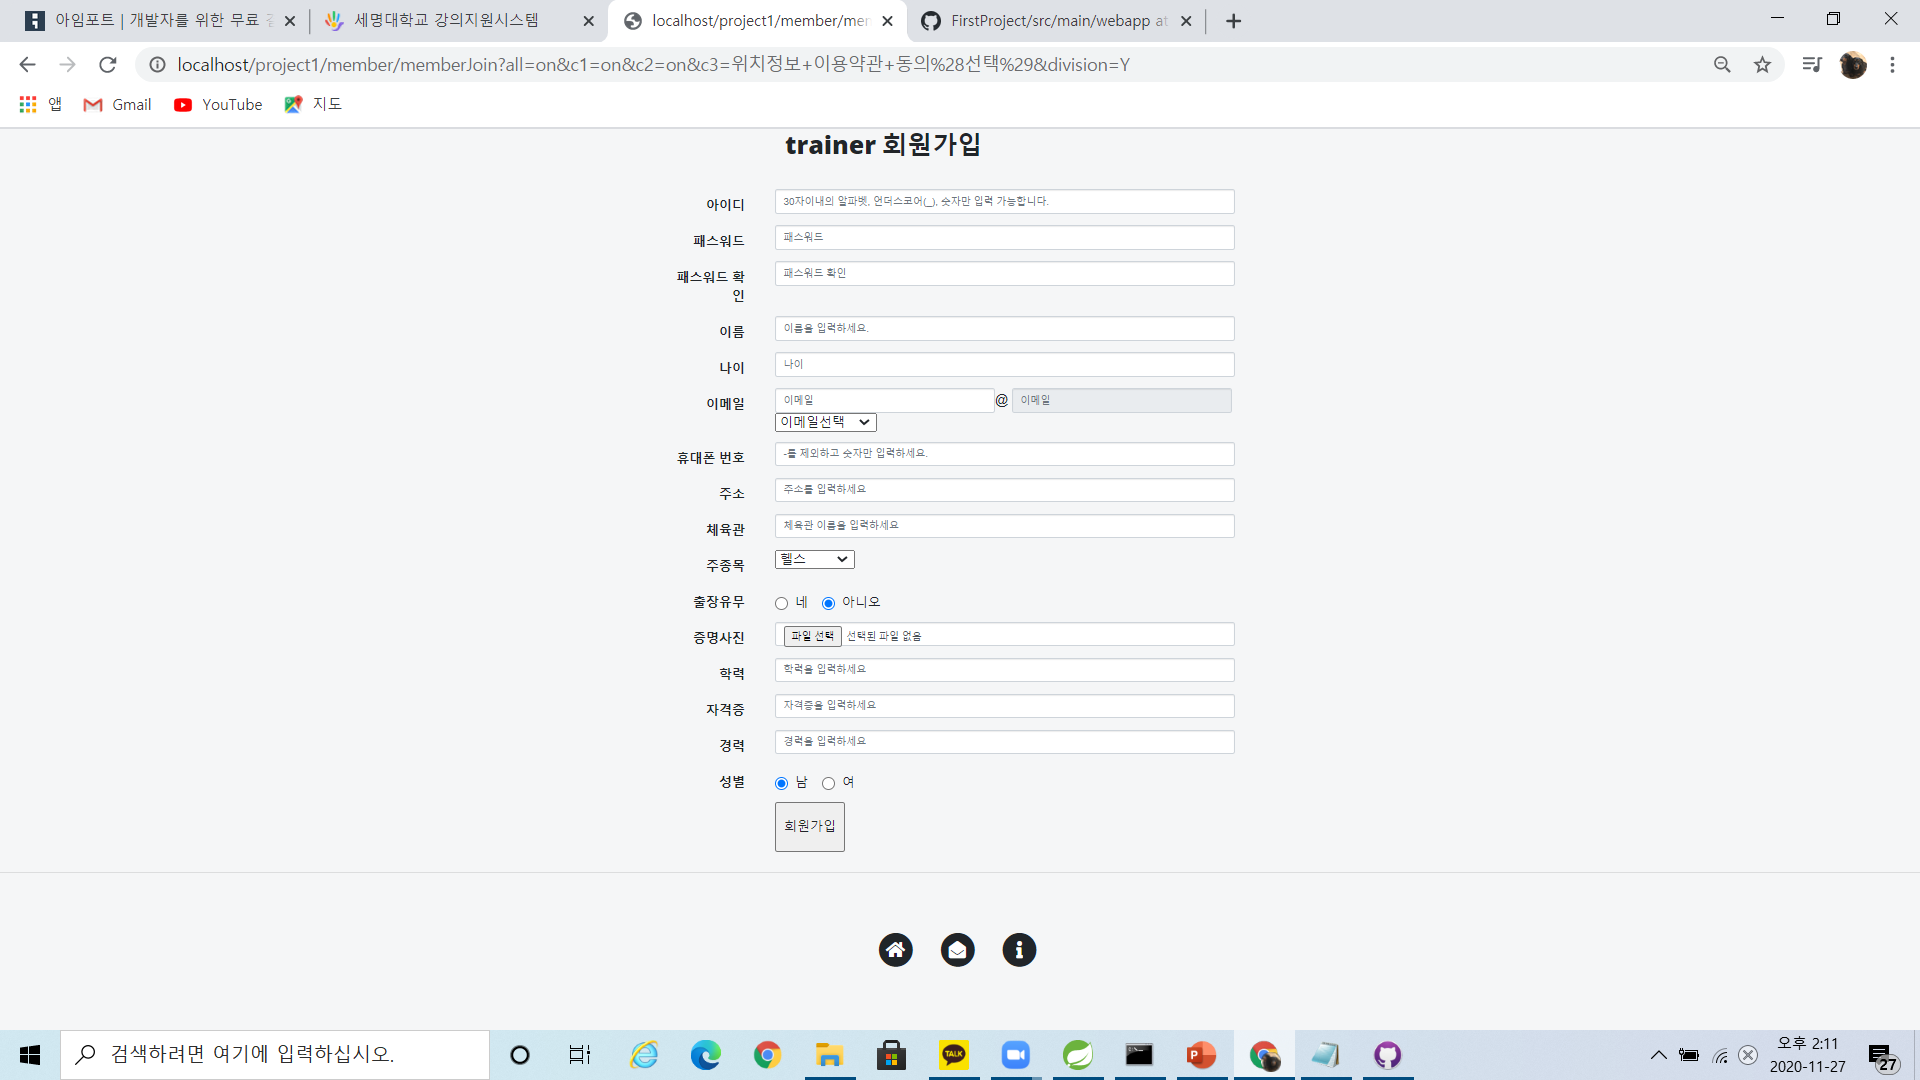 아임포트 | 개발자를 위한 무료
세명대학교 강의지원시스템
localhost/project1/member/mem
FirstProject/src/main/webapp at
localhost/project1/member/memberJoin?all=on&c1=on&c2=on&c3=위치정보+이용약관+동의%28선택%29&division=Y
앱 Gmail YouTube 지도
trainer 회원가입
아이디 30자이내의 알파벳, 언더스코어(_), 숫자만 입력 가능합니다.
패스워드 패스워드
패스워드 확 패스워드 확인
인
이름 이름을 입력하세요.
나이 나이
이메일 이메일 @ 이메일
이메일선택
휴대폰 번호 -를 제외하고 숫자만 입력하세요.
주소 주소를 입력하세요
체육관 체육관 이름을 입력하세요
주종목 헬스
출장유무 네 아니오
증명사진 파일 선택 선택된 파일 없음
학력 학력을 입력하세요
자격증 자격증을 입력하세요
경력 경력을 입력하세요
성별 남 여
회원가입
검색하려면 여기에 입력하십시오.
TALK
오후 2:11
2020-11-27
27